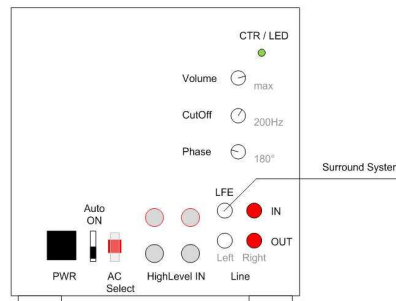 CTR / LED
Volume
max
CutOff
200Hz
Phase
180°
Surround System
LFE
Auto
ON
IN
OUT
Left Right
PWR
AC
Select
HighLevel IN
Line